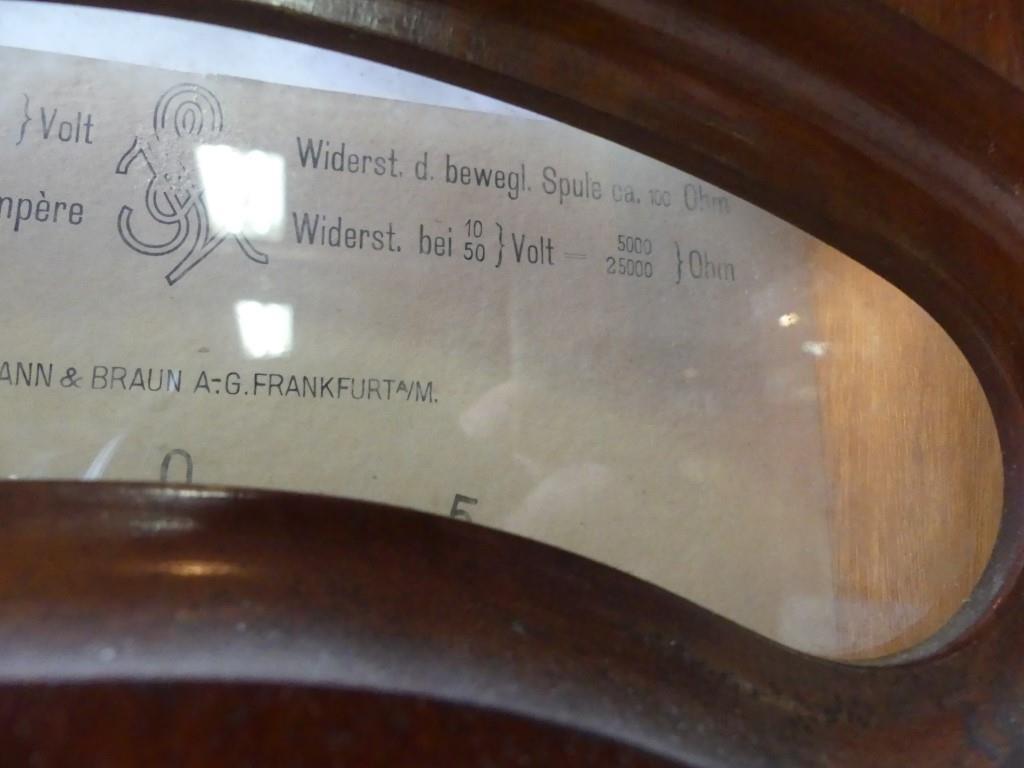 }Volt
Widerst. d. bewegl. Spule ca. 100 Ohm
Widerst. bei 10 50 }Volt = 5000 25000 }Ohm
ANN & BRAUN A.-G. FRANKFURT A/M.
0
5